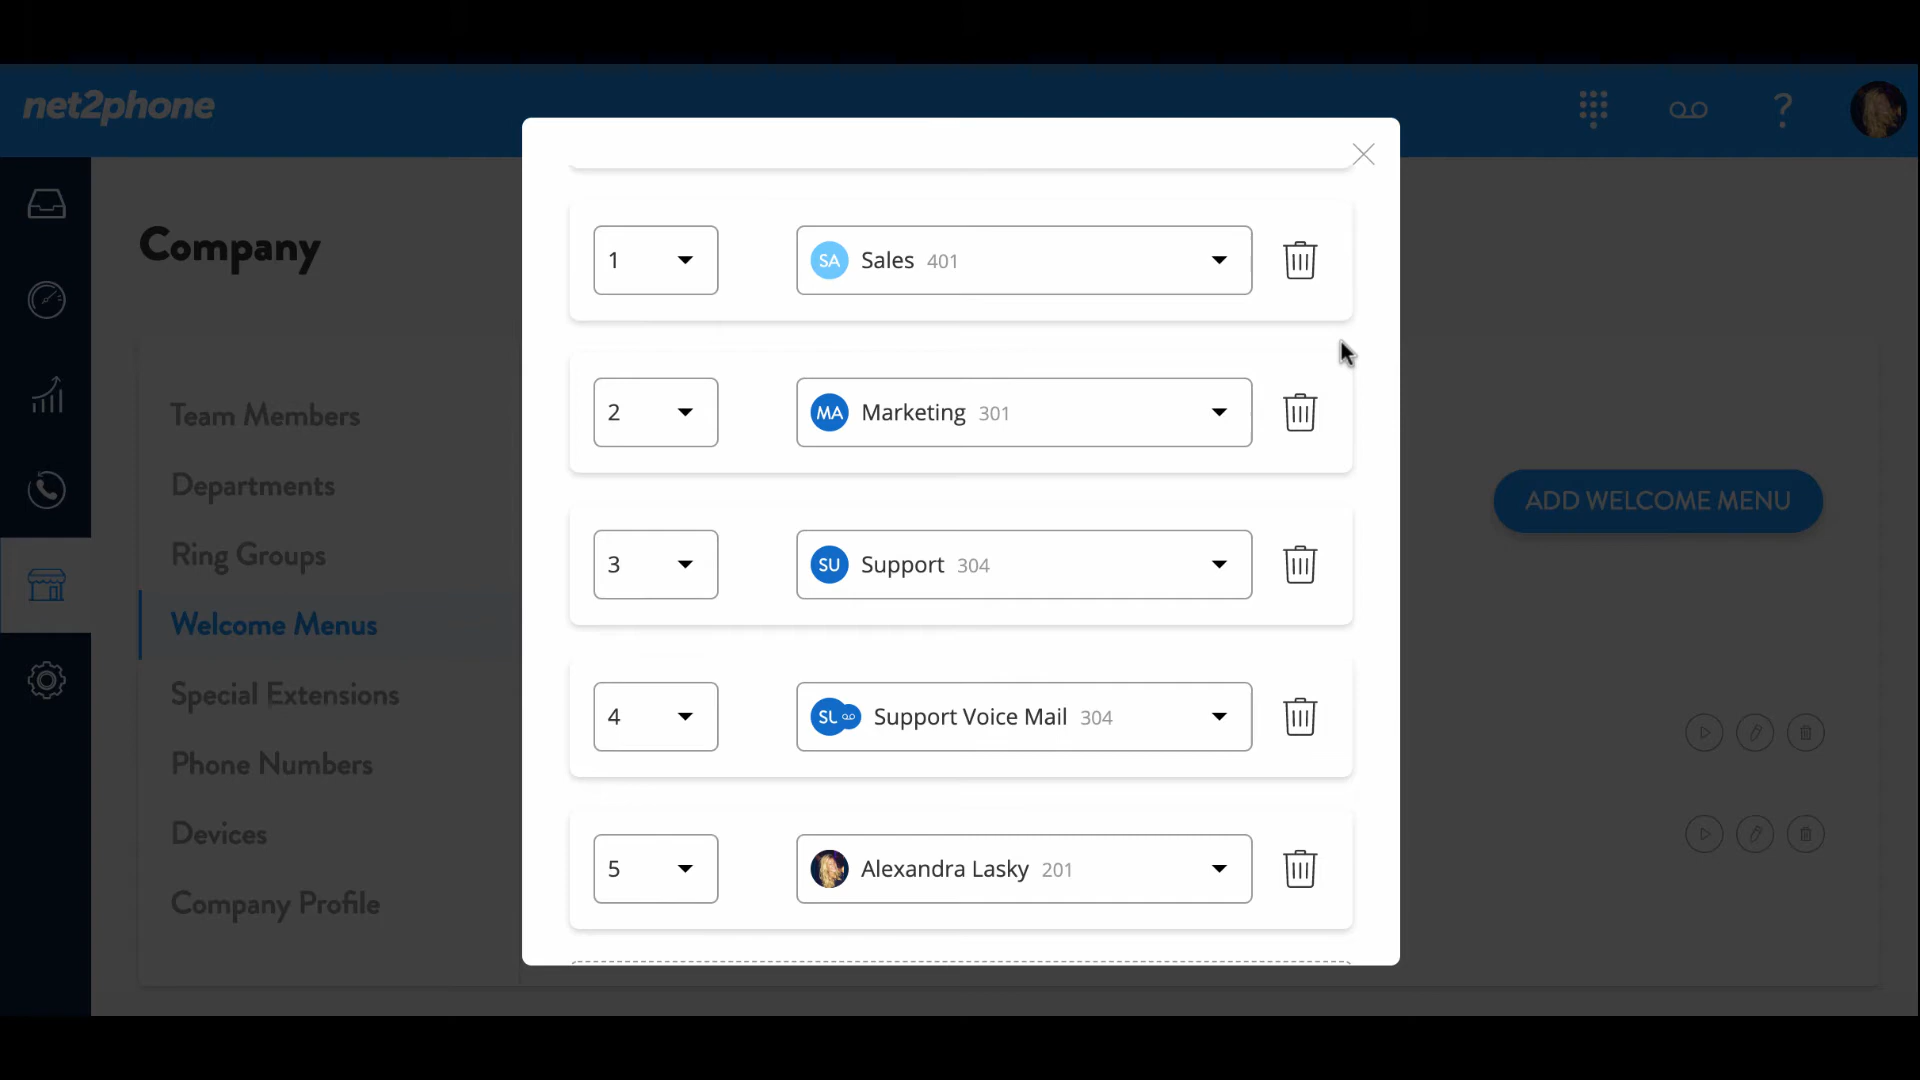 net2phone
?
Company
Team Members
Departments
Ring Groups
Welcome Menus
Special Extensions
Phone Numbers
Devices
Company Profile
1
SA Sales 401
2
MA Marketing 301
3
SU Support 304
4
SU Support Voice Mail 304
5
Alexandra Lasky 201
ADD WELCOME MENU